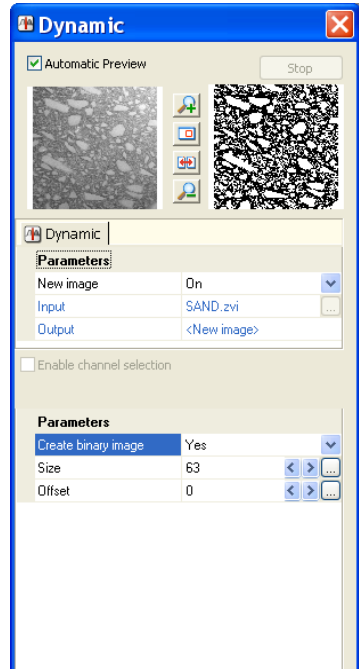 Dynamic
Automatic Preview
Stop
Dynamic
Parameters
New image On
Input SAND.zvi ...
Output <New image>
Enable channel selection
Parameters
Create binary image Yes
Size 63 < > ...
Offset 0 < > ...